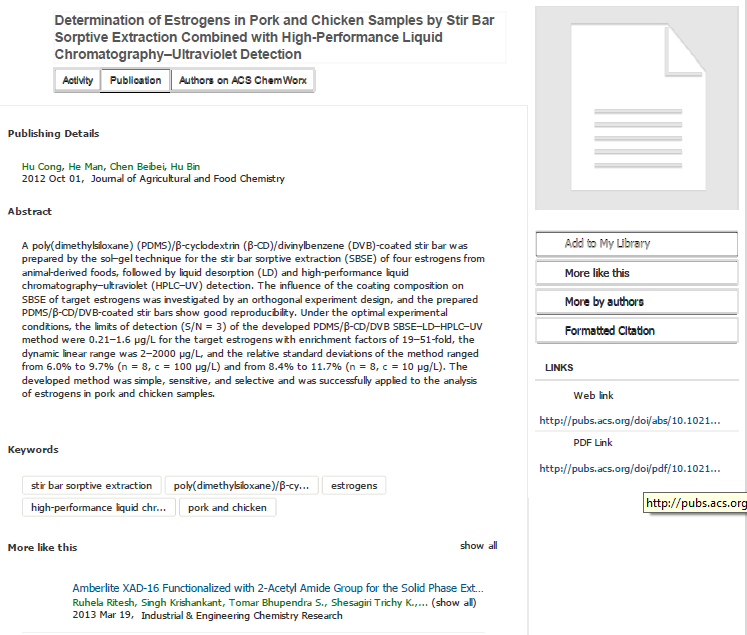 Determination of Estrogens in Pork and Chicken Samples by Stir Bar
Sorptive Extraction Combined with High-Performance Liquid
Chromatography–Ultraviolet Detection
Activity
Publication
Authors on ACS ChemWorx
Publishing Details
Hu Cong, He Man, Chen Beibei, Hu Bin
2012 Oct 01, Journal of Agricultural and Food Chemistry
Abstract
A poly(dimethylsiloxane) (PDMS)/β-cyclodextrin (β-CD)/divinylbenzene (DVB)-coated stir bar was
prepared by the sol–gel technique for the stir bar sorptive extraction (SBSE) of four estrogens from
animal-derived foods, followed by liquid desorption (LD) and high-performance liquid
chromatography–ultraviolet (HPLC–UV) detection. The influence of the coating composition on
SBSE of target estrogens was investigated by an orthogonal experiment design, and the prepared
PDMS/β-CD/DVB-coated stir bars show good reproducibility. Under the optimal experimental
conditions, the limits of detection (S/N = 3) of the developed PDMS/β-CD/DVB SBSE–LD–HPLC–UV
method were 0.21–1.6 μg/L for the target estrogens with enrichment factors of 19–51-fold, the
dynamic linear range was 2–2000 μg/L, and the relative standard deviations of the method ranged
from 6.0% to 9.7% (n = 8, c = 100 μg/L) and from 8.4% to 11.7% (n = 8, c = 10 μg/L). The
developed method was simple, sensitive, and selective and was successfully applied to the analysis
of estrogens in pork and chicken samples.
Keywords
stir bar sorptive extraction
poly(dimethylsiloxane)/β-cy...
estrogens
high-performance liquid chr...
pork and chicken
More like this
show all
Amberlite XAD-16 Functionalized with 2-Acetyl Amide Group for the Solid Phase Ext...
Ruhela Ritesh, Singh Krishankant, Tomar Bhupendra S., Shesagiri Trichy K.,... (show all)
2013 Mar 19, Industrial & Engineering Chemistry Research
Add to My Library
More like this
More by authors
Formatted Citation
LINKS
Web link
http://pubs.acs.org/doi/abs/10.1021...
PDF Link
http://pubs.acs.org/doi/pdf/10.1021...
http://pubs.acs.org